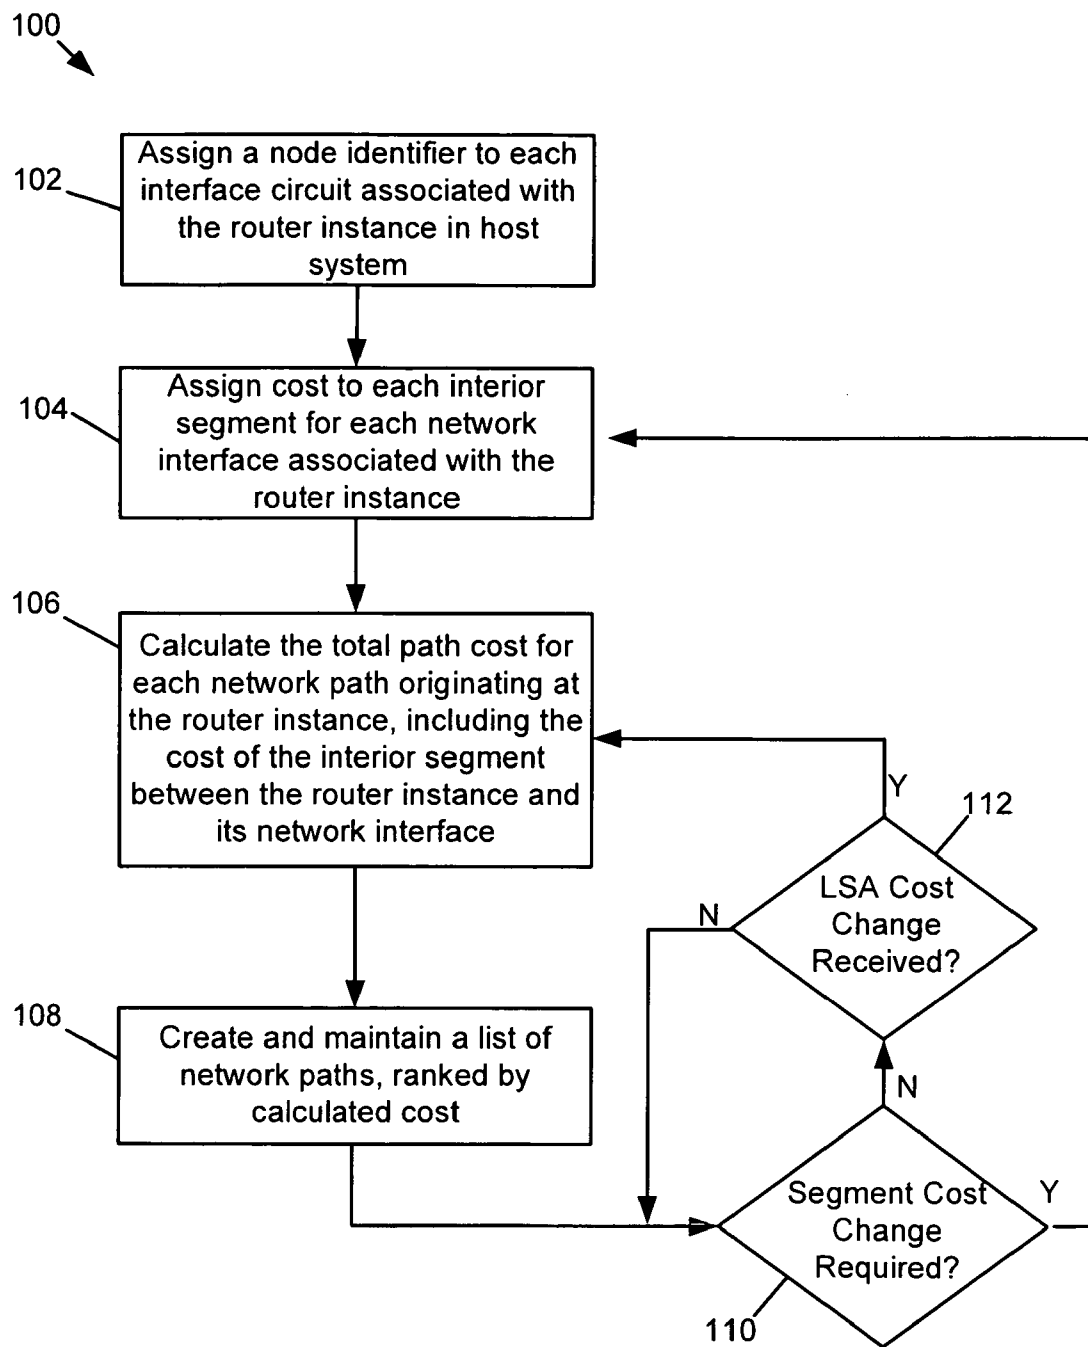 100
102
Assign a node identifier to each
interface circuit associated with
the router instance in host
system
104
Assign cost to each interior
segment for each network
interface associated with the
router instance
106
Calculate the total path cost for
each network path originating at
the router instance, including the
cost of the interior segment
between the router instance and
its network interface
108
Create and maintain a list of
network paths, ranked by
calculated cost
Y
112
LSA Cost
Change
Received?
N
N
Segment Cost
Change
Required?
Y
110